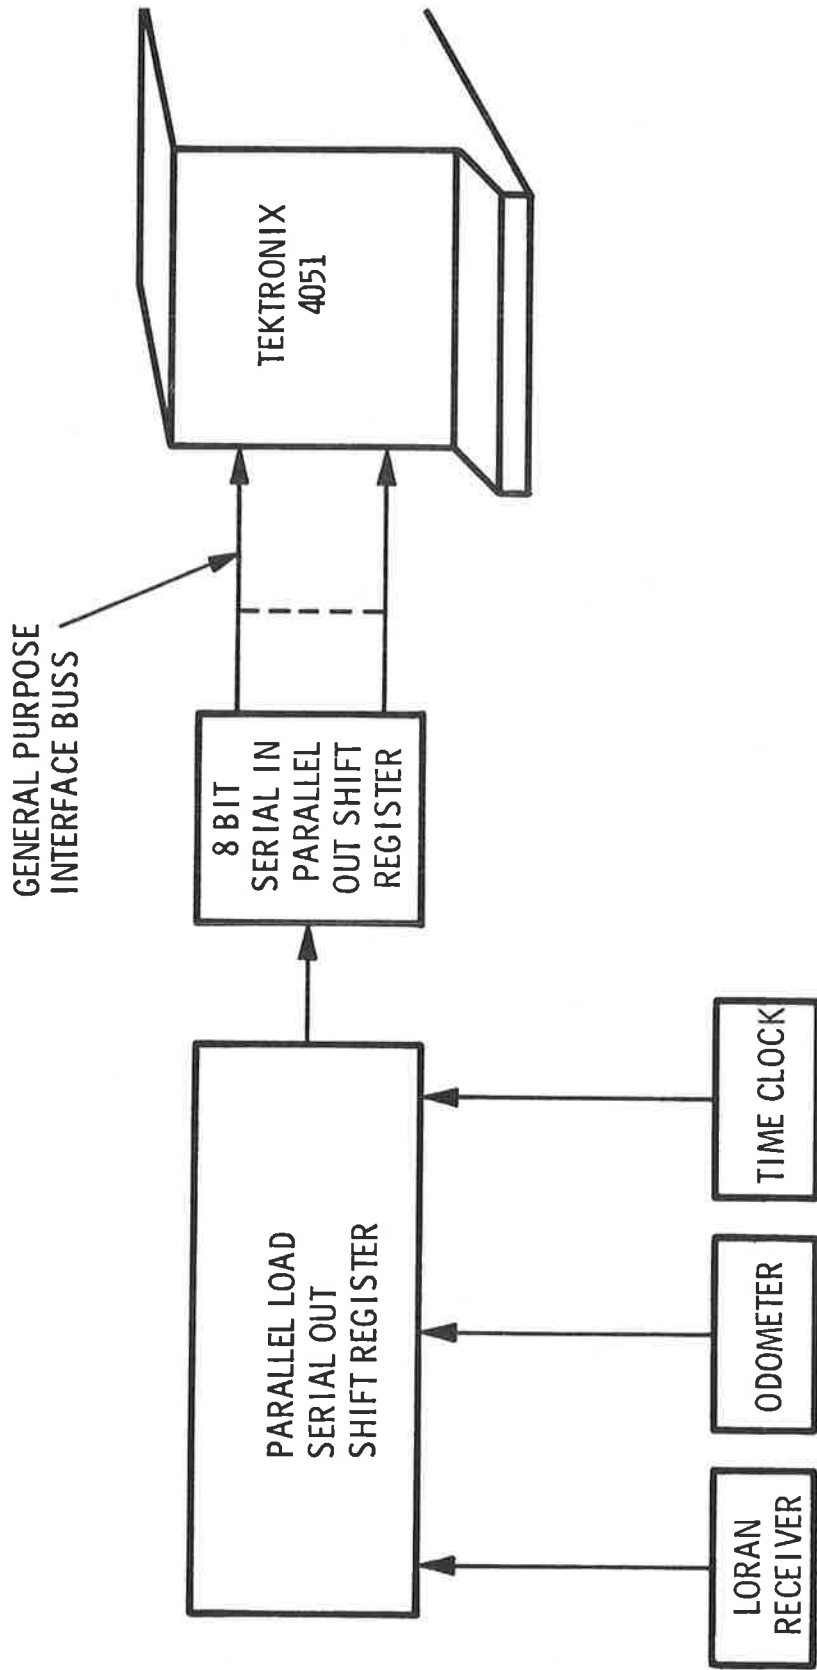 GENERAL PURPOSE
INTERFACE BUSS
PARALLEL LOAD
SERIAL OUT
SHIFT REGISTER
8 BIT
SERIAL IN
PARALLEL
OUT SHIFT
REGISTER
TEKTRONIX
4051
LORAN
RECEIVER
ODOMETER
TIME CLOCK